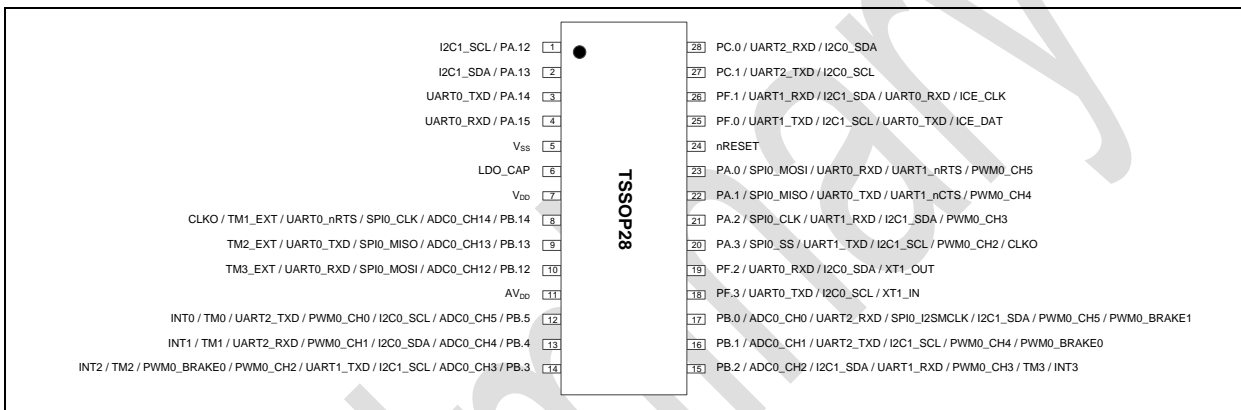 I2C1_SCL / PA.12 1
I2C1_SDA / PA.13 2
UART0_TXD / PA.14 3
UART0_RXD / PA.15 4
VSS 5
LDO_CAP 6
VDD 7
CLKO / TM1_EXT / UART0_nRTS / SPI0_CLK / ADC0_CH14 / PB.14 8
TM2_EXT / UART0_TXD / SPI0_MISO / ADC0_CH13 / PB.13 9
TM3_EXT / UART0_RXD / SPI0_MOSI / ADC0_CH12 / PB.12 10
AVDD 11
INT0 / TM0 / UART2_TXD / PWM0_CH0 / I2C0_SCL / ADC0_CH5 / PB.5 12
INT1 / TM1 / UART2_RXD / PWM0_CH1 / I2C0_SDA / ADC0_CH4 / PB.4 13
INT2 / TM2 / PWM0_BRAKE0 / PWM0_CH2 / UART1_TXD / I2C1_SCL / ADC0_CH3 / PB.3 14
TSSOP28
28 PC.0 / UART2_RXD / I2C0_SDA
27 PC.1 / UART2_TXD / I2C0_SCL
26 PF.1 / UART1_RXD / I2C1_SDA / UART0_RXD / ICE_CLK
25 PF.0 / UART1_TXD / I2C1_SCL / UART0_TXD / ICE_DAT
24 nRESET
23 PA.0 / SPI0_MOSI / UART0_RXD / UART1_nRTS / PWM0_CH5
22 PA.1 / SPI0_MISO / UART0_TXD / UART1_nCTS / PWM0_CH4
21 PA.2 / SPI0_CLK / UART1_RXD / I2C1_SDA / PWM0_CH3
20 PA.3 / SPI0_SS / UART1_TXD / I2C1_SCL / PWM0_CH2 / CLKO
19 PF.2 / UART0_RXD / I2C0_SDA / XT1_OUT
18 PF.3 / UART0_TXD / I2C0_SCL / XT1_IN
17 PB.0 / ADC0_CH0 / UART2_RXD / SPI0_I2SMCLK / I2C1_SDA / PWM0_CH5 / PWM0_BRAKE1
16 PB.1 / ADC0_CH1 / UART2_TXD / I2C1_SCL / PWM0_CH4 / PWM0_BRAKE0
15 PB.2 / ADC0_CH2 / I2C1_SDA / UART1_RXD / PWM0_CH3 / TM3 / INT3